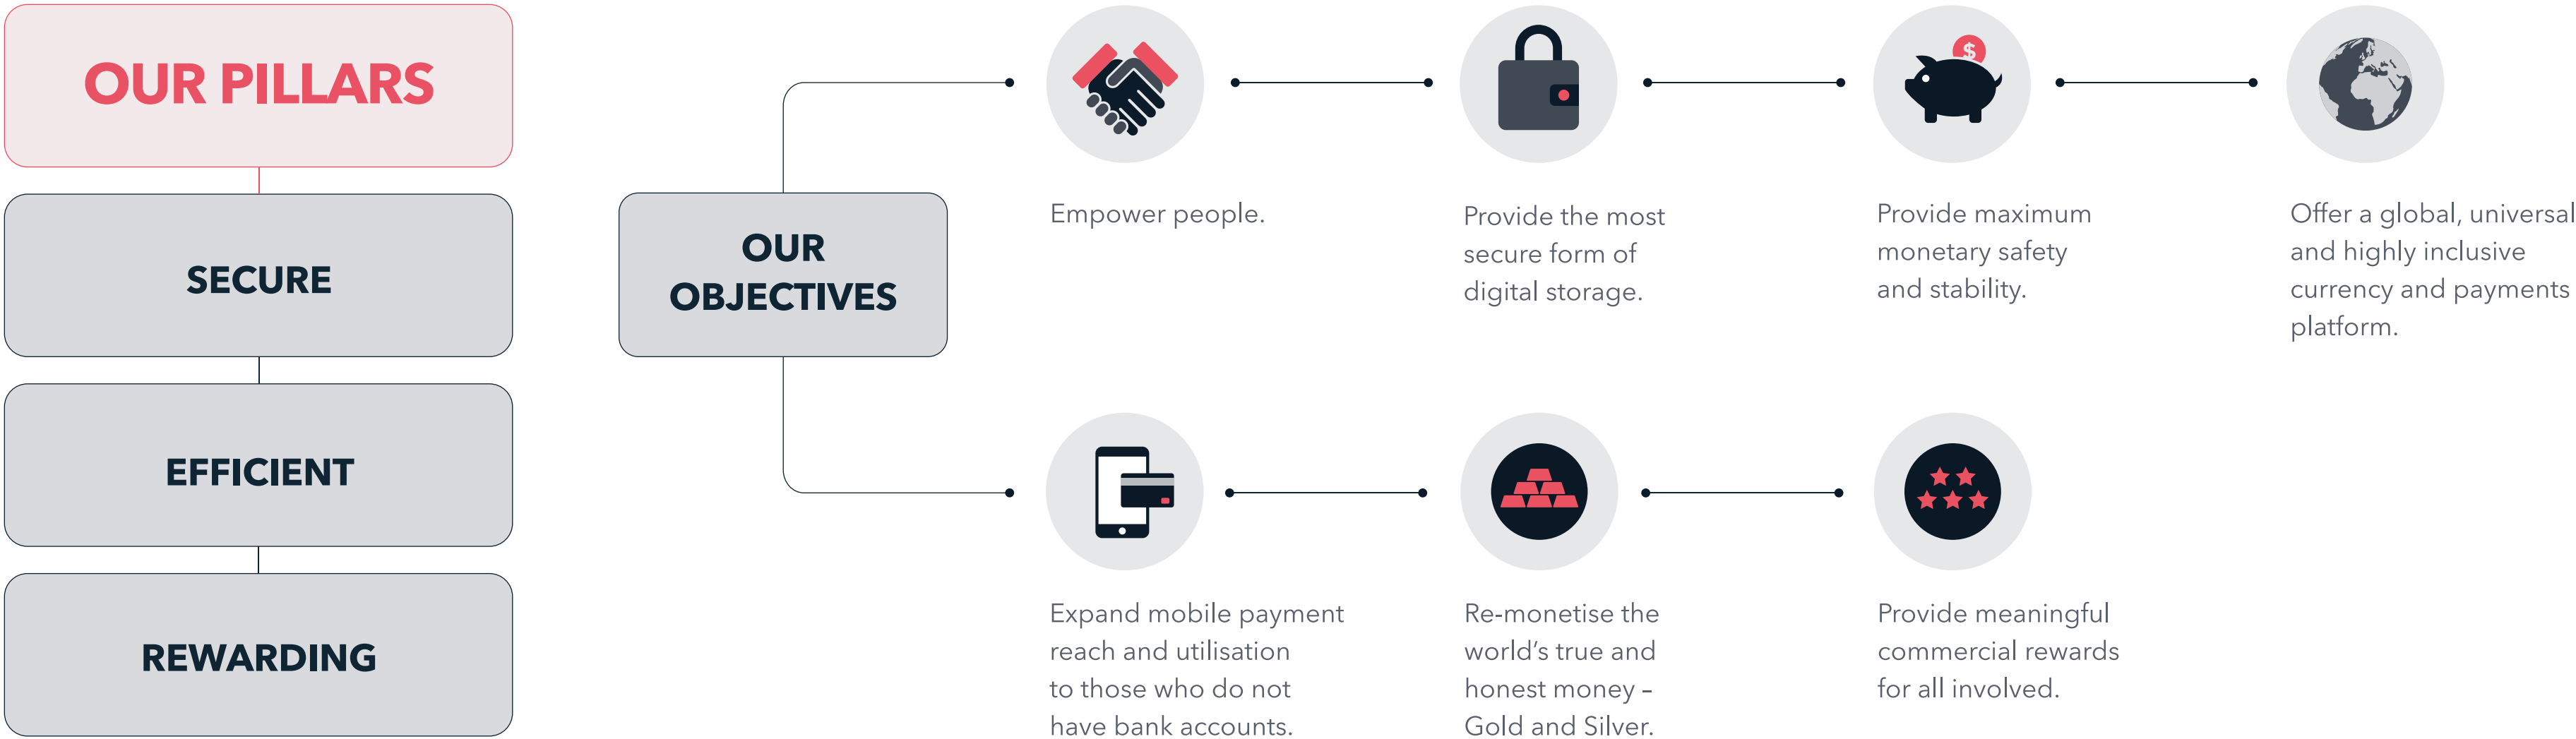 OUR PILLARS
SECURE
EFFICIENT
REWARDING
OUR
OBJECTIVES
Empower people.
Provide the most
secure form of
digital storage.
Provide maximum
monetary safety
and stability.
Offer a global, universal
and highly inclusive
currency and payments
platform.
Expand mobile payment
reach and utilisation
to those who do not
have bank accounts.
Re-monetise the
world’s true and
honest money –
Gold and Silver.
Provide meaningful
commercial rewards
for all involved.
$